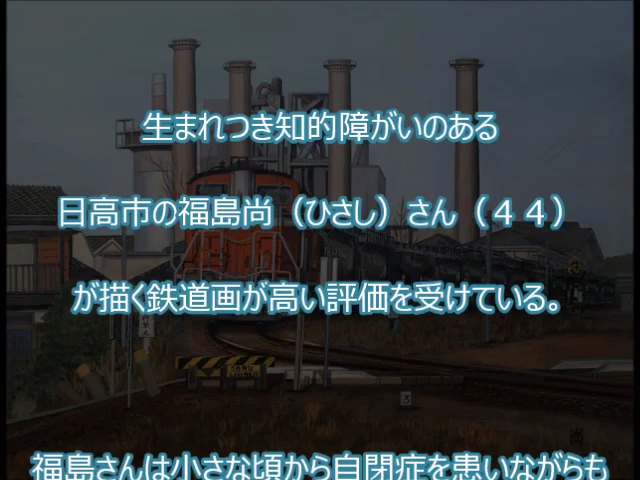 生まれつき知的障がいのある
日高市の福島尚（ひさし）さん（４４）
が描く鉄道画が高い評価を受けている。
3
尚
福島さんは小さな頃から自閉症を患いながらも